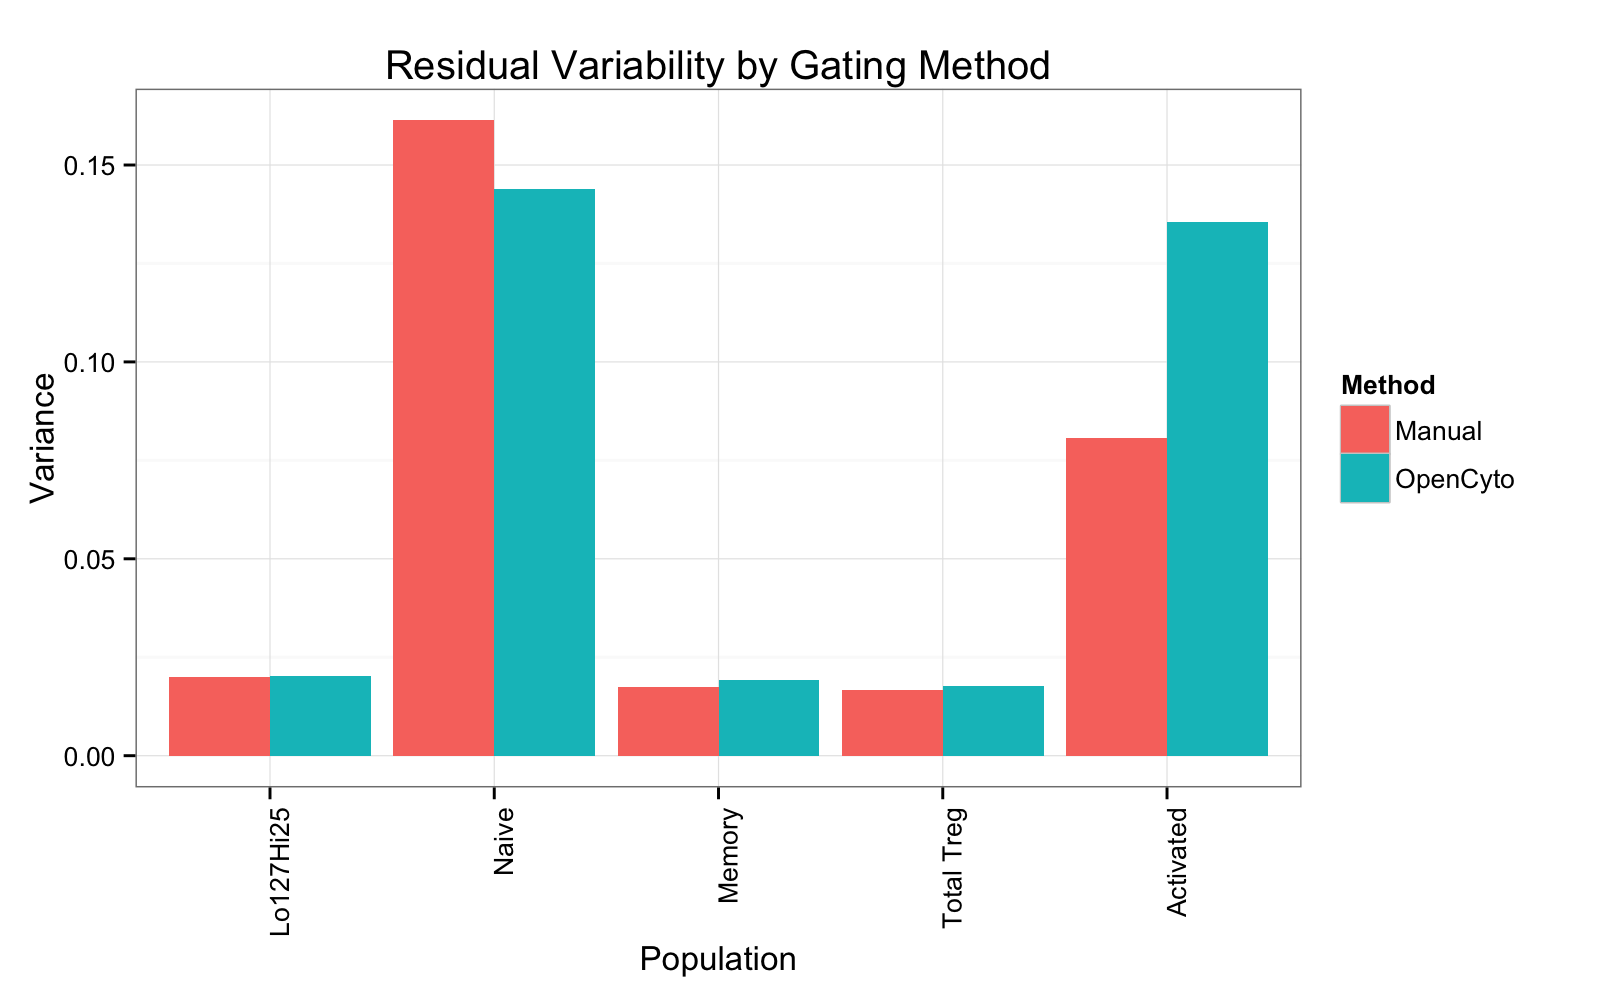 Residual Variability by Gating Method
Variance
0.15
0.10
0.05
0.00
Lo127Hi25
Naive
Memory
Total Treg
Activated
Population
Method
Manual
OpenCyto